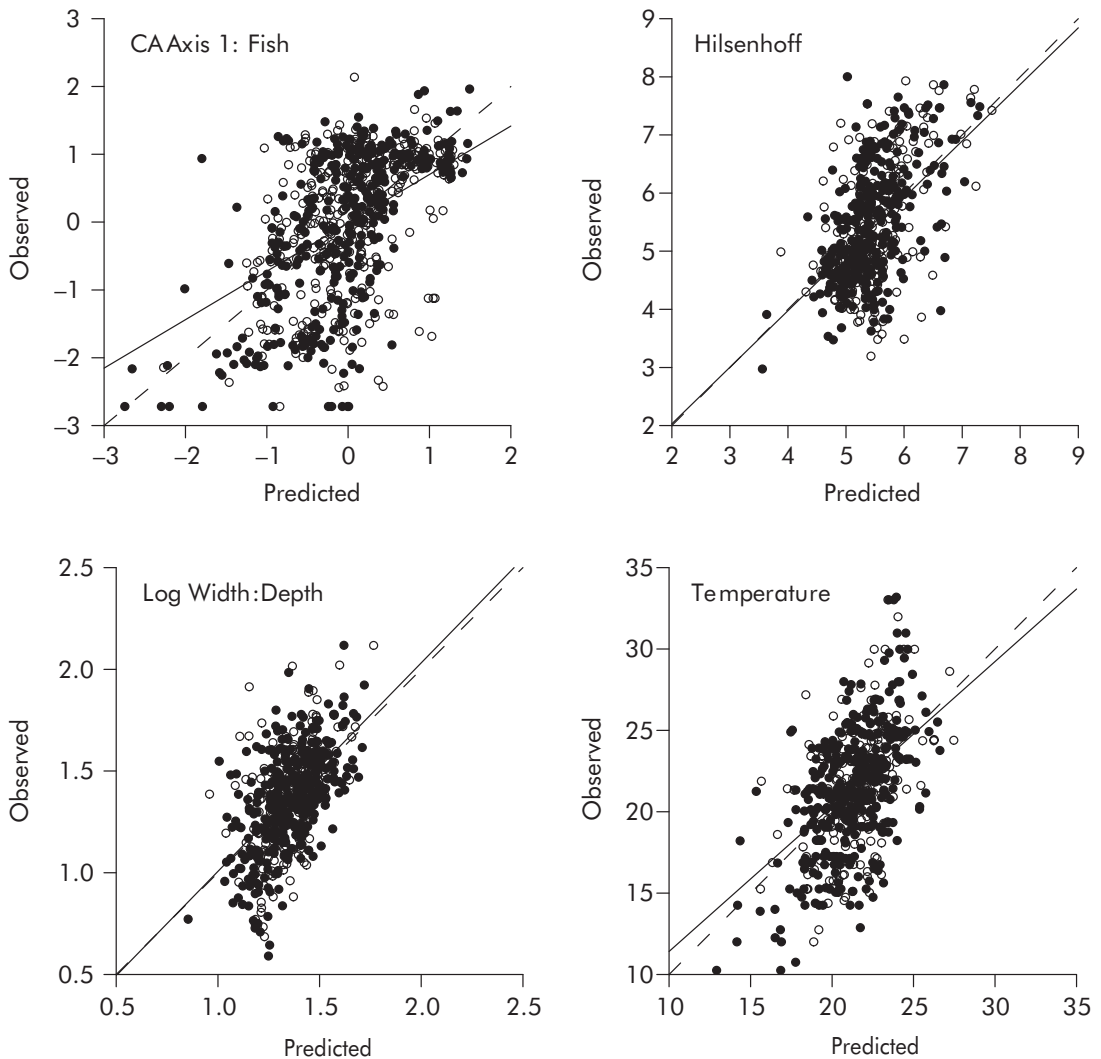 CA Axis 1: Fish
3
2
1
0
−1
−2
−3
Observed
−3 −2 −1 0 1 2
Predicted
Hilsenhoff
9
8
7
6
5
4
3
2
Observed
2 3 4 5 6 7 8 9
Predicted
Log Width:Depth
2.5
2.0
1.5
1.0
0.5
Observed
0.5 1.0 1.5 2.0 2.5
Predicted
Temperature
35
30
25
20
15
10
Observed
10 15 20 25 30 35
Predicted